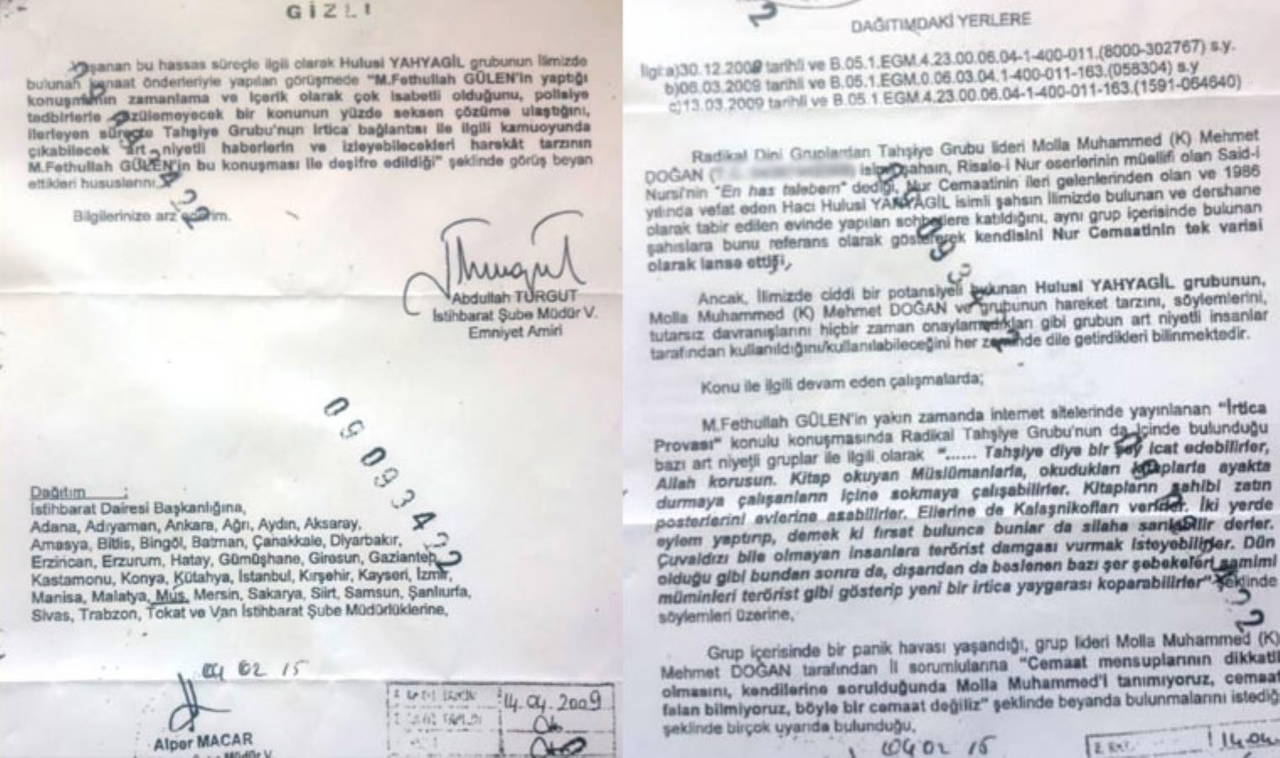 GİZLİ
Yaşanan bu hassas süreçle ilgili olarak Hulusi YAHYAGİL grubunun İlimizde
bulunan kanaat önderleriyle yapılan görüşmede "M.Fethullah GÜLEN'in yaptığı
konuşmanın zamanlama ve içerik olarak çok isabetli olduğunu, polisiye
tedbirlerle çözülemeyecek bir konunun yüzde seksen çözüme ulaştığını,
ilerleyen süreçte Tahşiye Grubu'nun İrtica bağlantısı ile ilgili kamuoyunda
çıkabilecek art niyetli haberlerin ve izleyebilecekleri harekât tarzının
M.Fethullah GÜLEN'in bu konuşması ile deşifre edildiği" şeklinde görüş beyan
ettikleri hususlarını
Bilgilerinize arz ederim.
Abdullah TURGUT
İstihbarat Şube Müdür V.
Emniyet Amiri
09093422
Dağıtım :
İstihbarat Dairesi Başkanlığına,
Adana, Adıyaman, Ankara, Ağrı, Aydın, Aksaray,
Amasya, Bitlis, Bingöl, Batman, Çanakkale, Diyarbakır,
Erzincan, Erzurum, Hatay, Gümüşhane, Giresun, Gaziantep,
Kastamonu, Konya, Kütahya, İstanbul, Kırşehir, Kayseri, İzmir,
Manisa, Malatya, Muş, Mersin, Sakarya, Siirt, Samsun, Şanlıurfa,
Sivas, Trabzon, Tokat ve Van İstihbarat Şube Müdürlüklerine,
04 02 15
Alper MACAR
Müdür V.
14.04.2009
DAĞITIMDAKİ YERLERE
İlgi:a)30.12.2008 tarihli ve B.05.1.EGM.4.23.00.06.04-1-400-011.(8000-302767) s.y.
b)06.03.2009 tarihli ve B.05.1.EGM.0.06.03.04.1-400-011-163.(056304) s.y
c)13.03.2009 tarihli ve B.05.1.EGM.4.23.00.06.04-1-400-011-163.(1591-064640)
Radikal Dini Gruplardan Tahşiye Grubu lideri Molla Muhammed (K) Mehmet
DOĞAN ( isimli şahsın, Risale-i Nur eserlerinin müellifi olan Said-i
Nursi'nin "En has talebem" dediği, Nur Cemaatinin ileri gelenlerinden olan ve 1986
yılında vefat eden Hacı Hulusi YAHYAGİL isimli şahsın İlimizde bulunan ve dershane
olarak tabir edilen evinde yapılan sohbetlere katıldığını, aynı grup içerisinde bulunan
şahıslara bunu referans olarak göstererek kendisini Nur Cemaatinin tek varisi
olarak lanse ettiği,
Ancak, İlimizde ciddi bir potansiyeli bulunan Hulusi YAHYAGİL grubunun,
Molla Muhammed (K) Mehmet DOĞAN ve grubunun hareket tarzını, söylemlerini,
tutarsız davranışlarını hiçbir zaman onaylamadıkları gibi grubun art niyetli insanlar
tarafından kullanıldığını/kullanılabileceğini her zeminde dile getirdikleri bilinmektedir.
Konu ile ilgili devam eden çalışmalarda;
M.Fethullah GÜLEN'in yakın zamanda internet sitelerinde yayınlanan "İrtica
Provası" konulu konuşmasında Radikal Tahşiye Grubu'nun da içinde bulunduğu
bazı art niyetli gruplar ile ilgili olarak "...... Tahşiye diye bir şey icat edebilirler,
Allah korusun. Kitap okuyan Müslümanlarla, okudukları kitaplarla ayakta
durmaya çalışanların içine sokmaya çalışabilirler. Kitapların sahibi zatın
posterlerini evlerine asabilirler. Ellerine de Kalaşnikofları verirler. İki yerde
eylem yaptırıp, demek ki fırsat bulunca bunlar da silaha sarılabilir derler.
Çuvaldızı bile olmayan insanlara terörist damgası vurmak isteyebilirler. Dün
olduğu gibi bundan sonra da, dışarıdan da beslenen bazı şer şebekeleri samimi
müminleri terörist gibi gösterip yeni bir irtica yaygarası koparabilirler" şeklinde
söylemleri üzerine,
Grup içerisinde bir panik havası yaşandığı, grup lideri Molla Muhammed (K)
Mehmet DOĞAN tarafından İl sorumlularına "Cemaat mensuplarının dikkatli
olmasını, kendilerine sorulduğunda Molla Muhammed'i tanımıyoruz, cemaat
falan bilmiyoruz, böyle bir cemaat değiliz" şeklinde beyanda bulunmalarını istediği
şeklinde birçok uyarıda bulunduğu,
04 02 15
14.04.